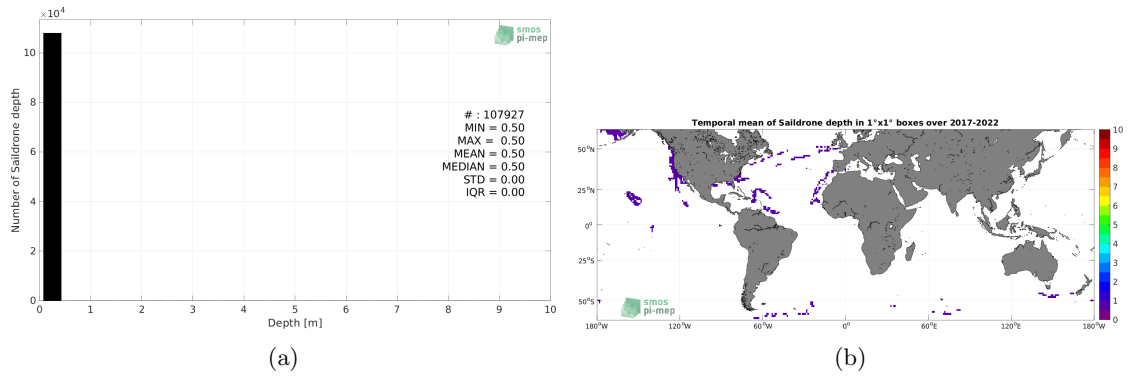 ×10⁴
10
8
6
4
2
0
Number of Saildrone depth
0 1 2 3 4 5 6 7 8 9 10
Depth [m]
smos
pi-mep
# : 107927
MIN = 0.50
MAX = 0.50
MEAN = 0.50
MEDIAN = 0.50
STD = 0.00
IQR = 0.00
(a)
Temporal mean of Saildrone depth in 1°x1° boxes over 2017-2022
50°N
25°N
0°
25°S
50°S
180°W 120°W 60°W 0° 60°E 120°E 180°W
smos
pi-mep
10
9
8
7
6
5
4
3
2
1
0
(b)